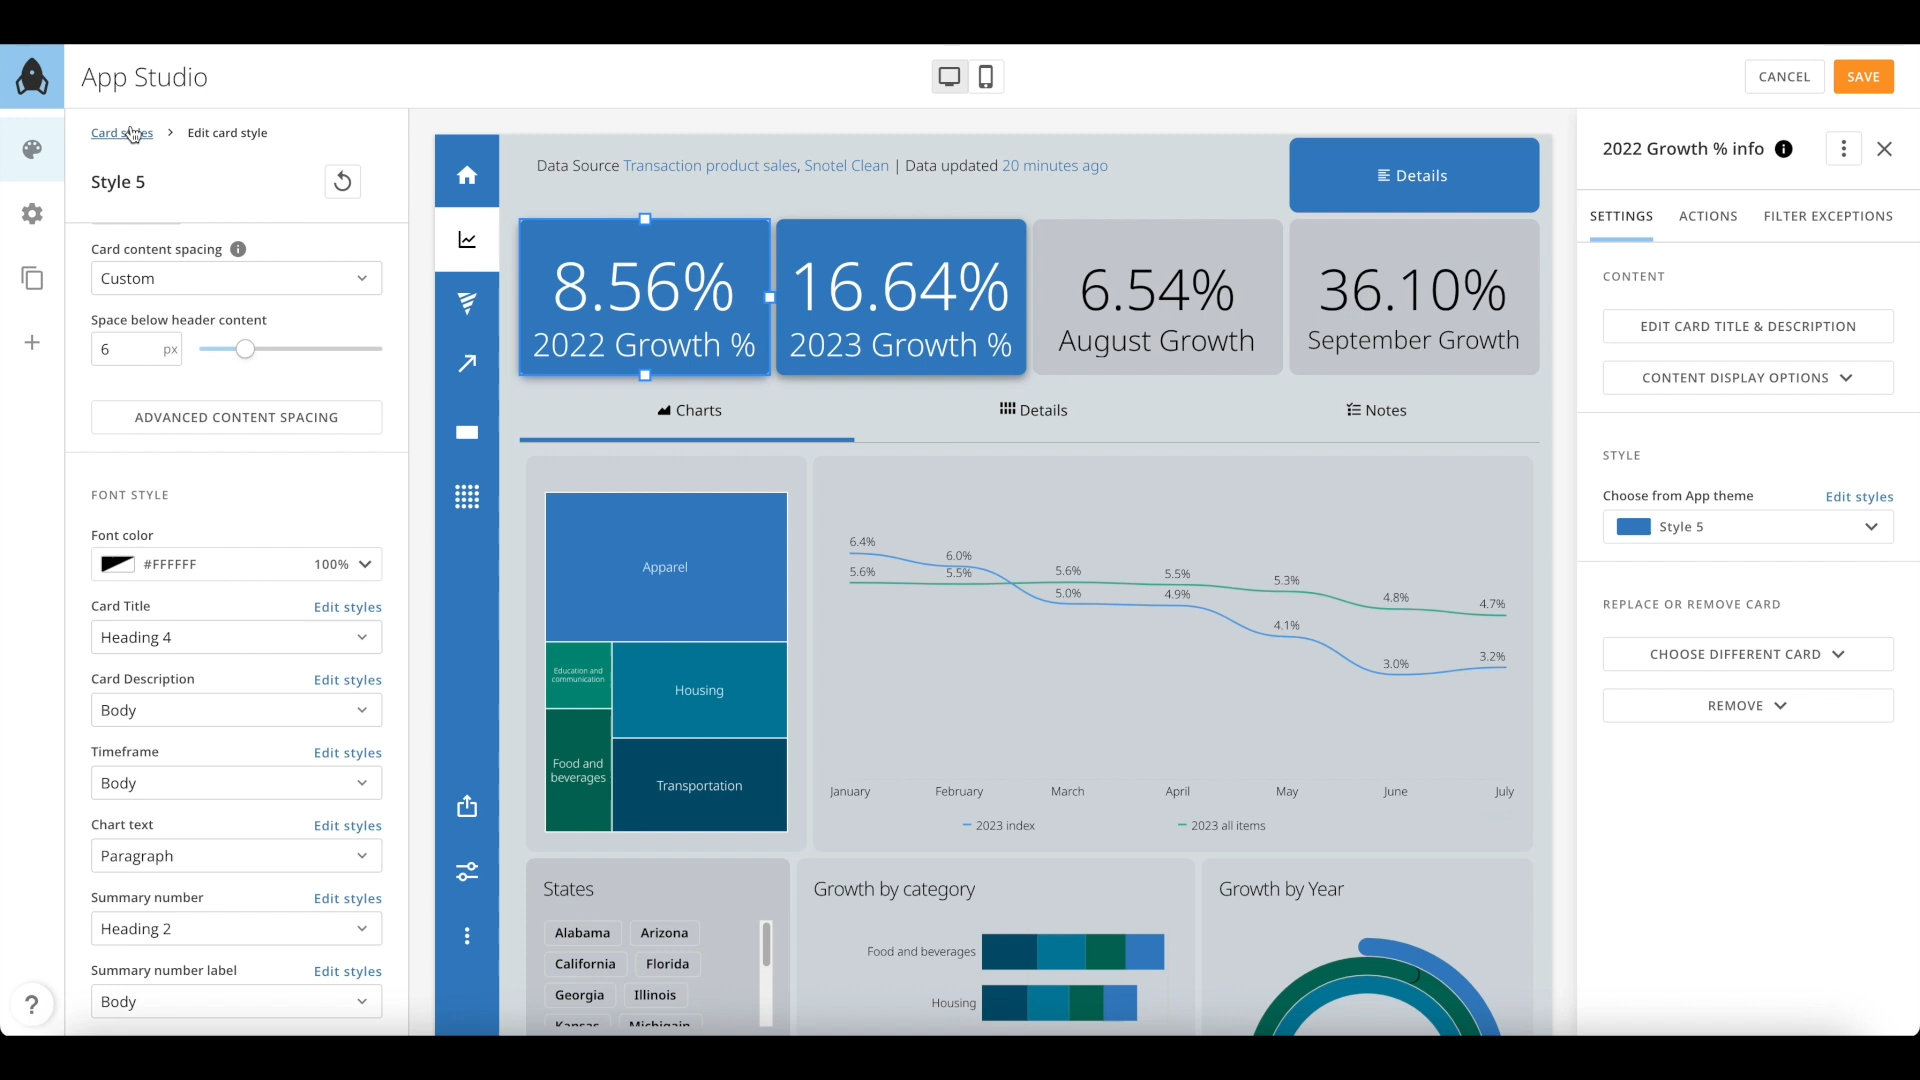 App Studio
CANCEL
SAVE
Card styles > Edit card style
Style 5
Card content spacing
Custom
Space below header content
6 px
ADVANCED CONTENT SPACING
FONT STYLE
Font color
#FFFFFF 100%
Card Title Edit styles
Heading 4
Card Description Edit styles
Body
Timeframe Edit styles
Body
Chart text Edit styles
Paragraph
Summary number Edit styles
Heading 2
Summary number label Edit styles
Body
?
Data Source Transaction product sales, Snotel Clean | Data updated 20 minutes ago
Details
8.56%
2022 Growth %
16.64%
2023 Growth %
6.54%
August Growth
36.10%
September Growth
Charts
Details
Notes
Apparel
Education and
communication
Housing
Food and
beverages
Transportation
6.4% 6.0% 5.0% 4.9% 4.1% 3.0% 3.2%
5.6% 5.5% 5.6% 5.5% 5.3% 4.8% 4.7%
January February March April May June July
2023 index 2023 all items
States
Alabama Arizona
California Florida
Georgia Illinois
Kansas Michigain
Growth by category
Food and beverages
Housing
Growth by Year
2022 Growth % info
SETTINGS ACTIONS FILTER EXCEPTIONS
CONTENT
EDIT CARD TITLE & DESCRIPTION
CONTENT DISPLAY OPTIONS
STYLE
Choose from App theme Edit styles
Style 5
REPLACE OR REMOVE CARD
CHOOSE DIFFERENT CARD
REMOVE